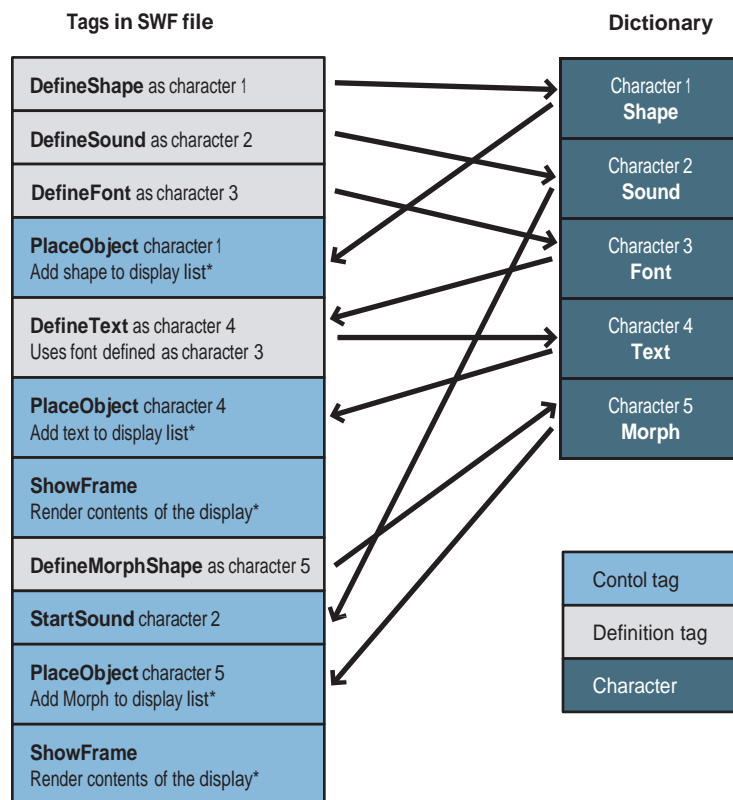 Tags in SWF file
DefineShape as character 1
DefineSound as character 2
DefineFont as character 3
PlaceObject character 1
Add shape to display list*
DefineText as character 4
Uses font defined as character 3
PlaceObject character 4
Add text to display list*
ShowFrame
Render contents of the display*
DefineMorphShape as character 5
StartSound character 2
PlaceObject character 5
Add Morph to display list*
ShowFrame
Render contents of the display*
Dictionary
Character 1
Shape
Character 2
Sound
Character 3
Font
Character 4
Text
Character 5
Morph
Contol tag
Definition tag
Character